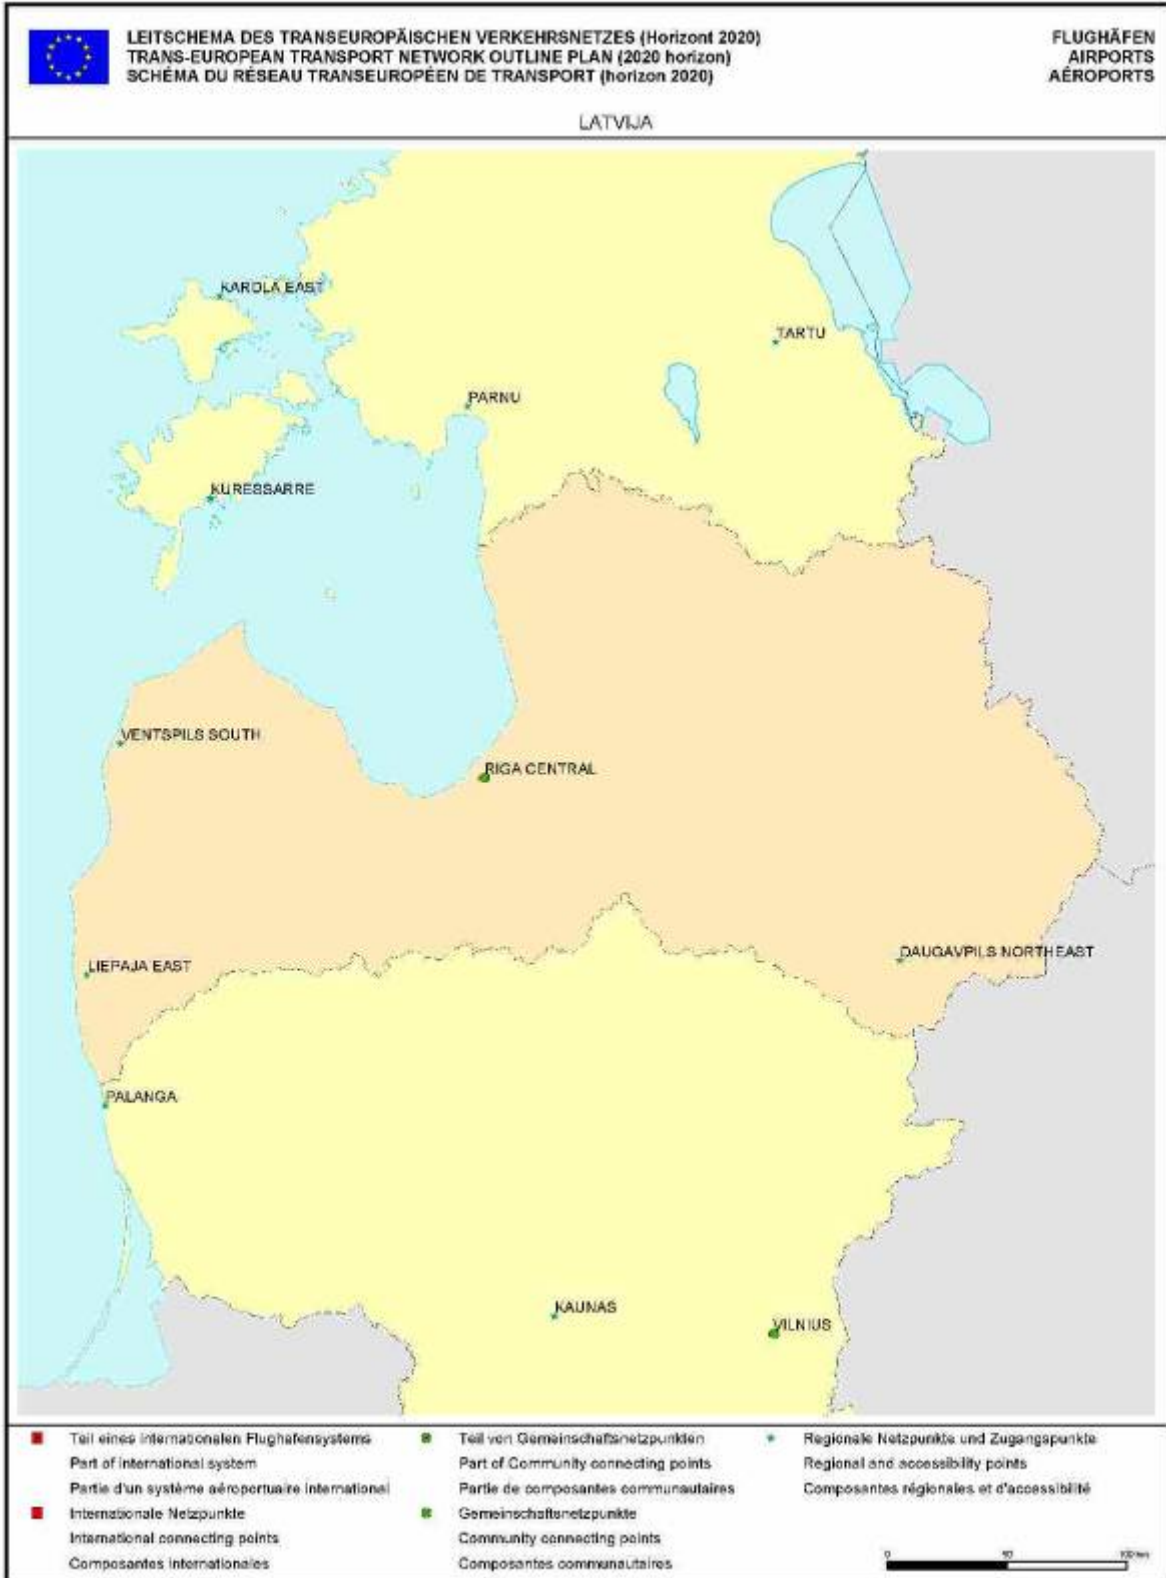 LEITSCHEMA DES TRANSEUROPÄISCHEN VERKEHRSNETZES (Horizont 2020)
TRANS-EUROPEAN TRANSPORT NETWORK OUTLINE PLAN (2020 horizon)
SCHÉMA DU RÉSEAU TRANSEUROPÉEN DE TRANSPORT (horizon 2020)
FLUGHÄFEN
AIRPORTS
AÉROPORTS
LATVIJA
KARDLA EAST
TARTU
PARNU
KURESSARRE
VENTSPILS SOUTH
RIGA CENTRAL
LIEPAJA EAST
DAUGAVPILS NORTHEAST
PALANGA
KAUNAS
VILNIUS
Teil eines internationalen Flughafensystems
Part of international system
Partie d'un système aéroportuaire international
Internationale Netzpunkte
International connecting points
Composantes internationales
Teil von Gemeinschaftsnetzpunkten
Part of Community connecting points
Partie de composantes communautaires
Gemeinschaftsnetzpunkte
Community connecting points
Composantes communautaires
Regionale Netzpunkte und Zugangspunkte
Regional and accessibility points
Composantes régionales et d'accessibilité
0 50 100 km